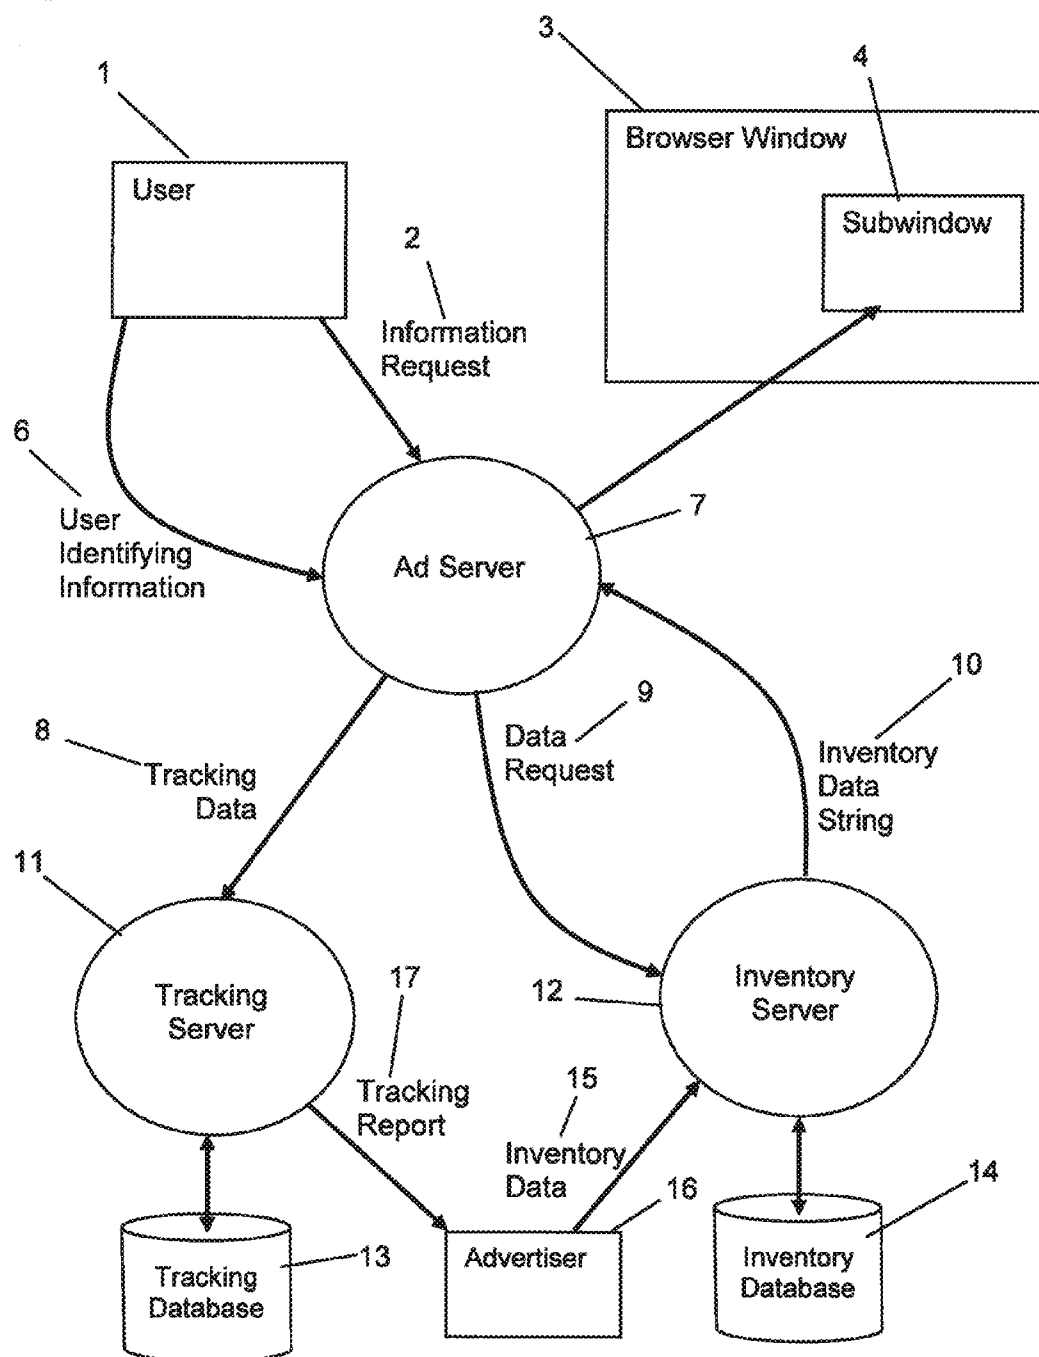 3
4
1
Browser Window
User
Subwindow
2
Information
Request
6
User
Identifying
Information
7
Ad Server
10
9
Data
Request
8
Tracking
Data
Inventory
Data
String
11
Tracking
Server
17
12
Inventory
Server
Tracking
Report
15
Inventory
Data
16
14
13
Advertiser
Tracking
Database
Inventory
Database